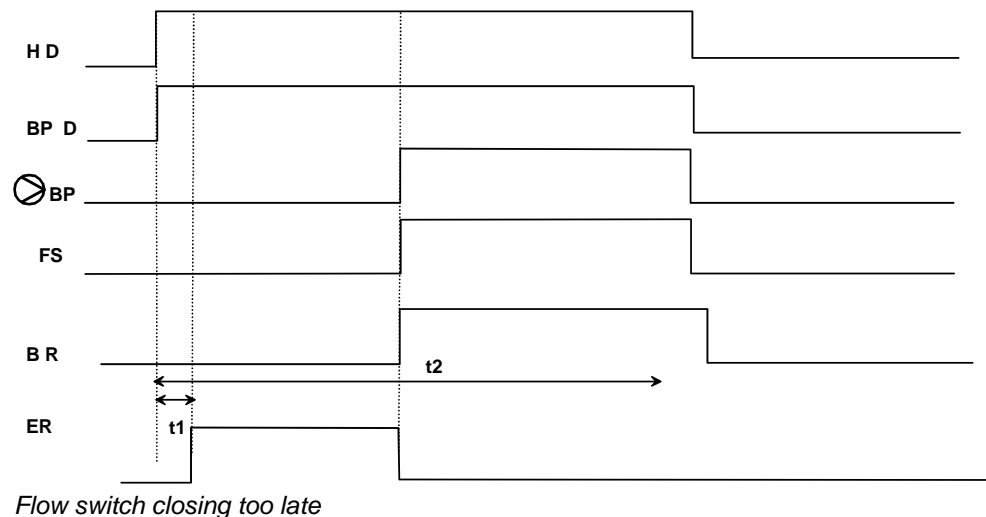 H D
BP D
BP
FS
B R
t2
t1
ER
Flow switch closing too late